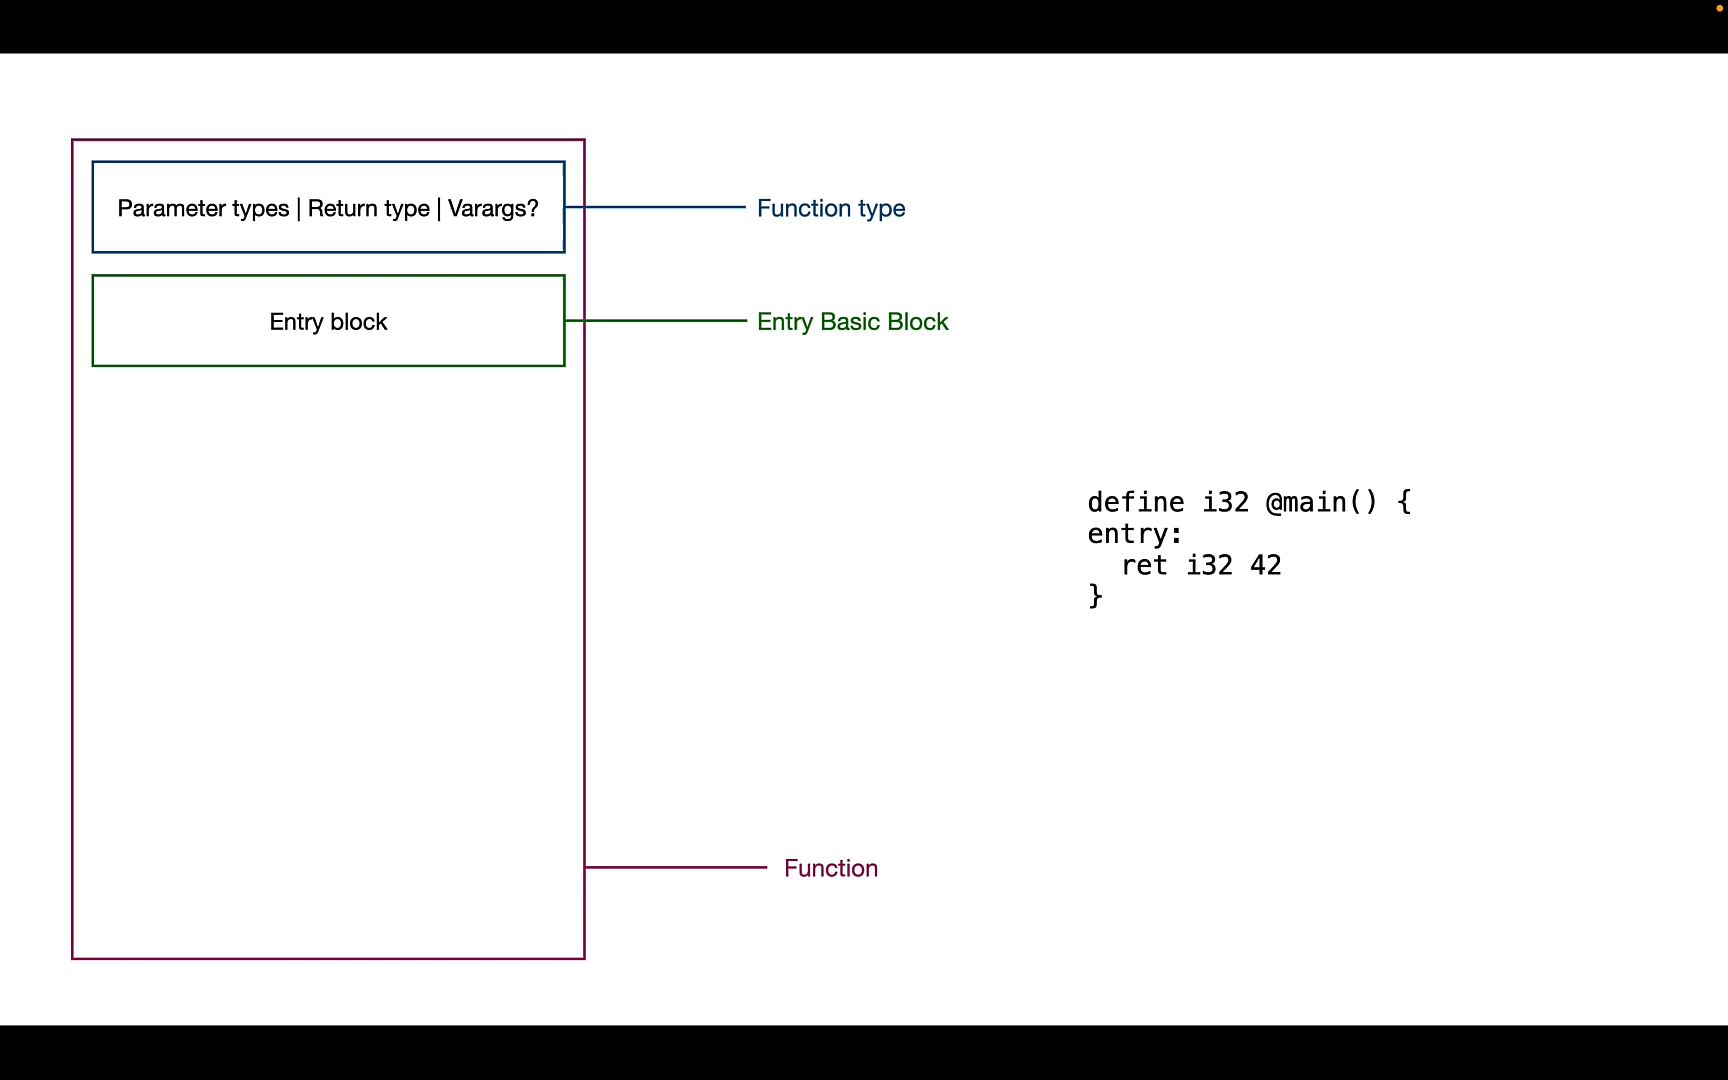 Parameter types | Return type | Varargs?
Function type
Entry block
Entry Basic Block
define i32 @main() {
entry:
  ret i32 42
}
Function